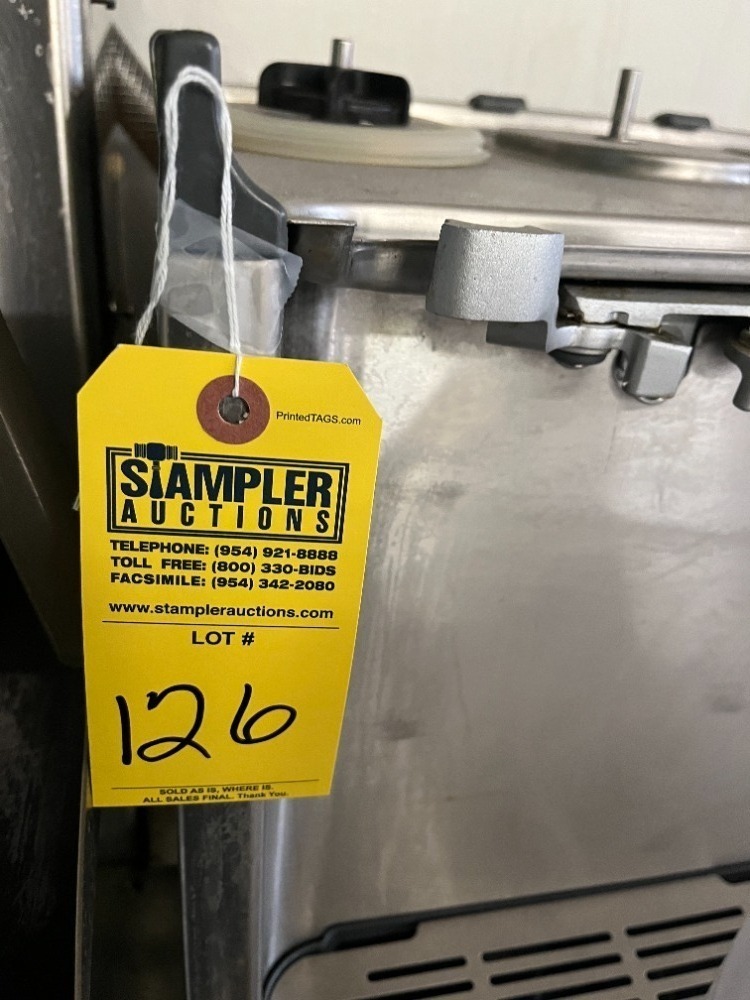 PrintedTAGS.com
STAMPLER
AUCTIONS
TELEPHONE: (954) 921-8888
TOLL FREE: (800) 330-BIDS
FACSIMILE: (954) 342-2080
www.stamplerauctions.com
LOT #
126
SOLD AS IS, WHERE IS.
ALL SALES FINAL. Thank You.